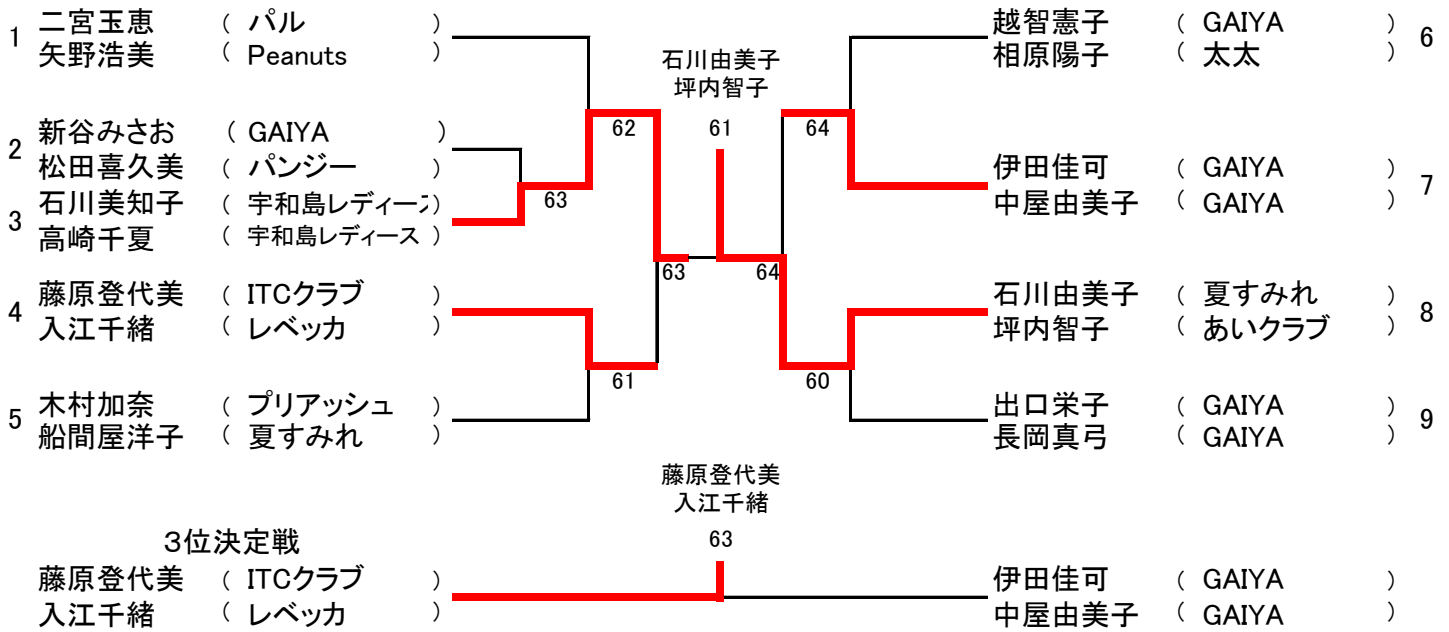 1 二宮玉恵 ( パル )
矢野浩美 ( Peanuts )
2 新谷みさお ( GAIYA )
松田喜久美 ( パンジー )
3 石川美知子 ( 宇和島レディース)
高崎千夏 ( 宇和島レディース )
4 藤原登代美 ( ITCクラブ )
入江千緒 ( レベッカ )
5 木村加奈 ( プリアッシュ )
船間屋洋子 ( 夏すみれ )
62
63
61
63
石川由美子
坪内智子
61
64
64
60
越智憲子 ( GAIYA ) 6
相原陽子 ( 太太 )
伊田佳可 ( GAIYA ) 7
中屋由美子 ( GAIYA )
石川由美子 ( 夏すみれ ) 8
坪内智子 ( あいクラブ )
出口栄子 ( GAIYA ) 9
長岡真弓 ( GAIYA )
藤原登代美
入江千緒
63
3位決定戦
藤原登代美 ( ITCクラブ )
入江千緒 ( レベッカ )
伊田佳可 ( GAIYA )
中屋由美子 ( GAIYA )